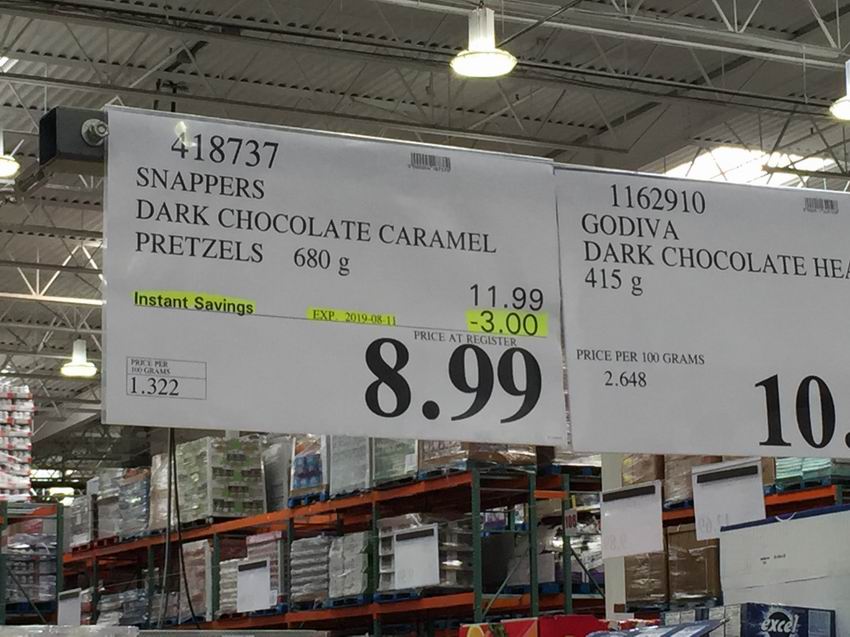 418737
SNAPPERS
DARK CHOCOLATE CARAMEL
PRETZELS 680 g
11.99
Instant Savings EXP. 2019-08-11 -3.00
PRICE AT REGISTER
8.99
PRICE PER
100 GRAMS
1.322
1162910
GODIVA
DARK CHOCOLATE HEA
415 g
PRICE PER 100 GRAMS
2.648
10.
excel